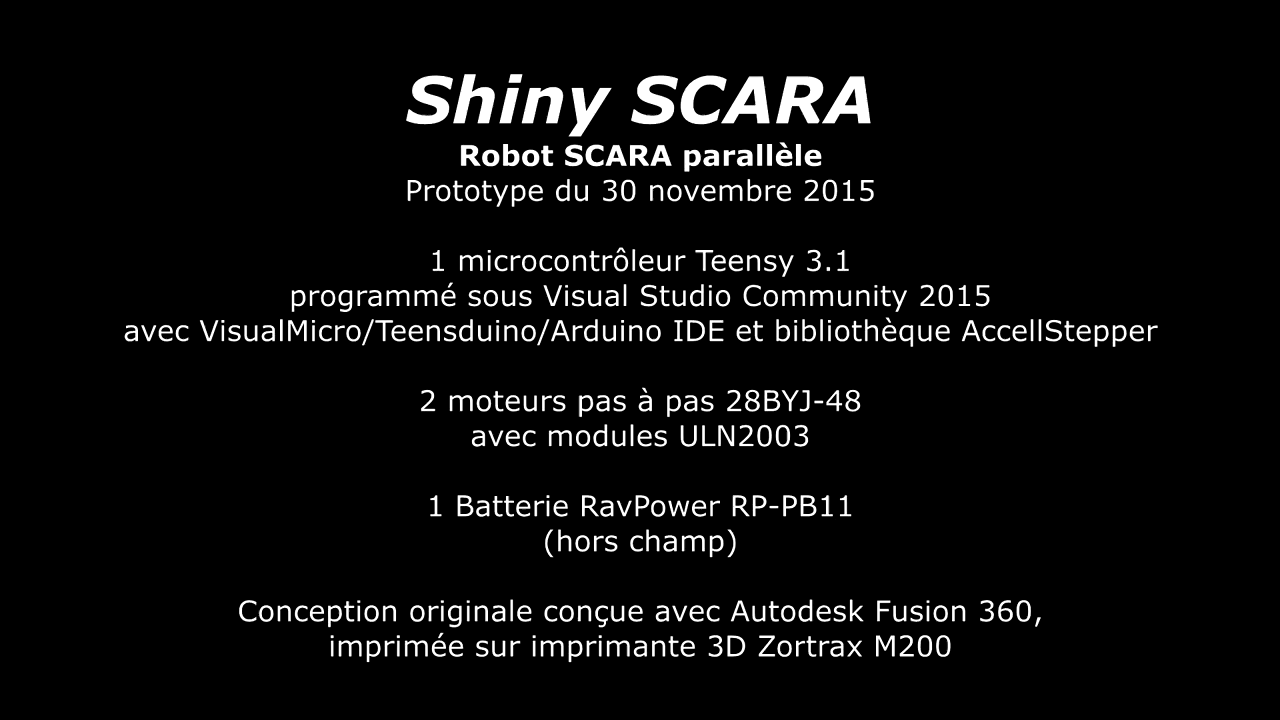 Shiny SCARA
Robot SCARA parallèle
Prototype du 30 novembre 2015
1 microcontrôleur Teensy 3.1
programmé sous Visual Studio Community 2015
avec VisualMicro/Teensduino/Arduino IDE et bibliothèque AccellStepper
2 moteurs pas à pas 28BYJ-48
avec modules ULN2003
1 Batterie RavPower RP-PB11
(hors champ)
Conception originale conçue avec Autodesk Fusion 360,
imprimée sur imprimante 3D Zortrax M200